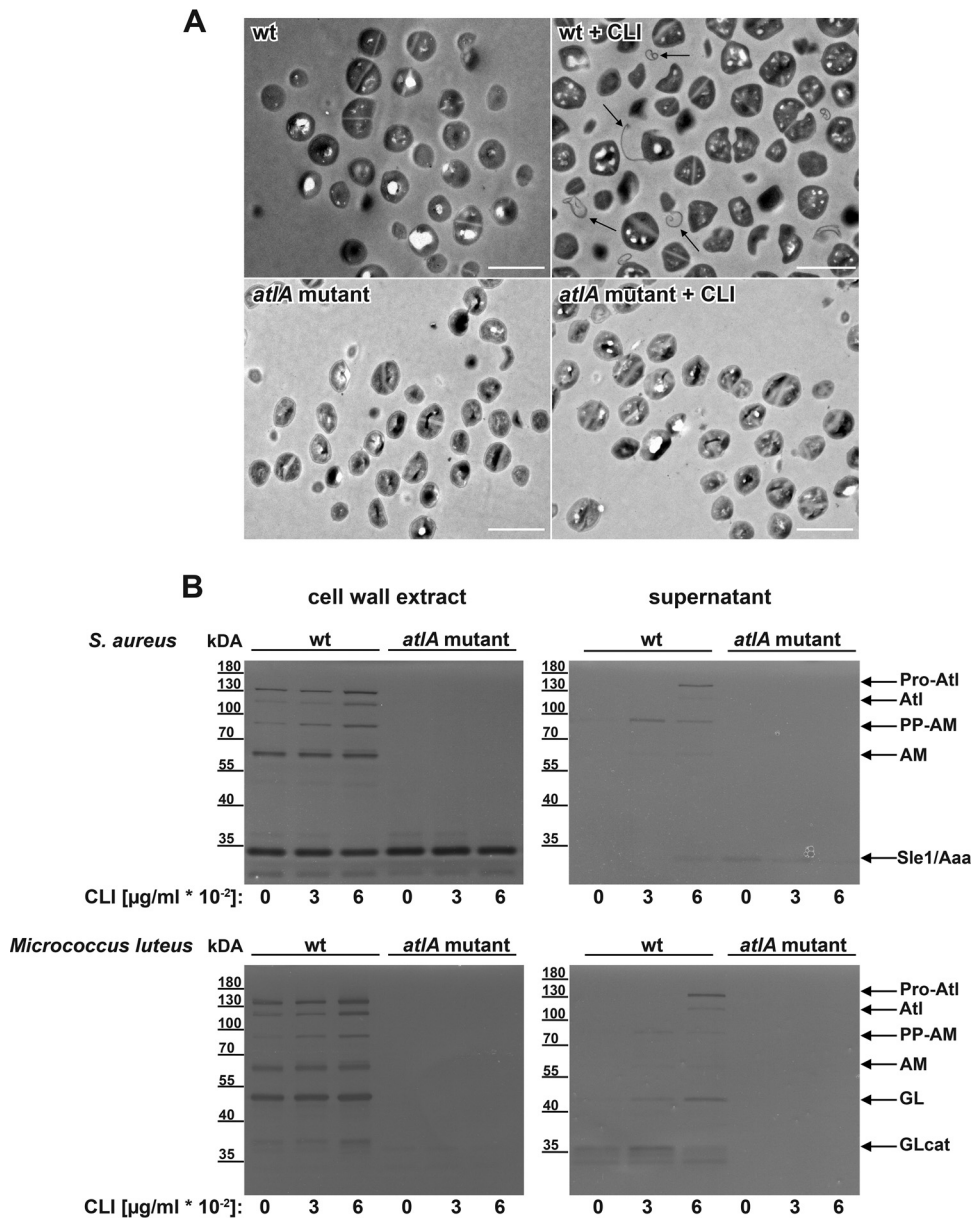 A
wt
wt + CLI
atlA mutant
atlA mutant + CLI
B
cell wall extract
supernatant
S. aureus
kDA
wt
atlA mutant
wt
atlA mutant
180
130
100
70
55
40
35
180
130
100
70
55
40
35
Pro-Atl
Atl
PP-AM
AM
Sle1/Aaa
CLI [µg/ml * 10-2]: 0 3 6 0 3 6 0 3 6 0 3 6
Micrococcus luteus
kDA
wt
atlA mutant
wt
atlA mutant
180
130
100
70
55
40
35
180
130
100
70
55
40
35
Pro-Atl
Atl
PP-AM
AM
GL
GLcat
CLI [µg/ml * 10-2]: 0 3 6 0 3 6 0 3 6 0 3 6